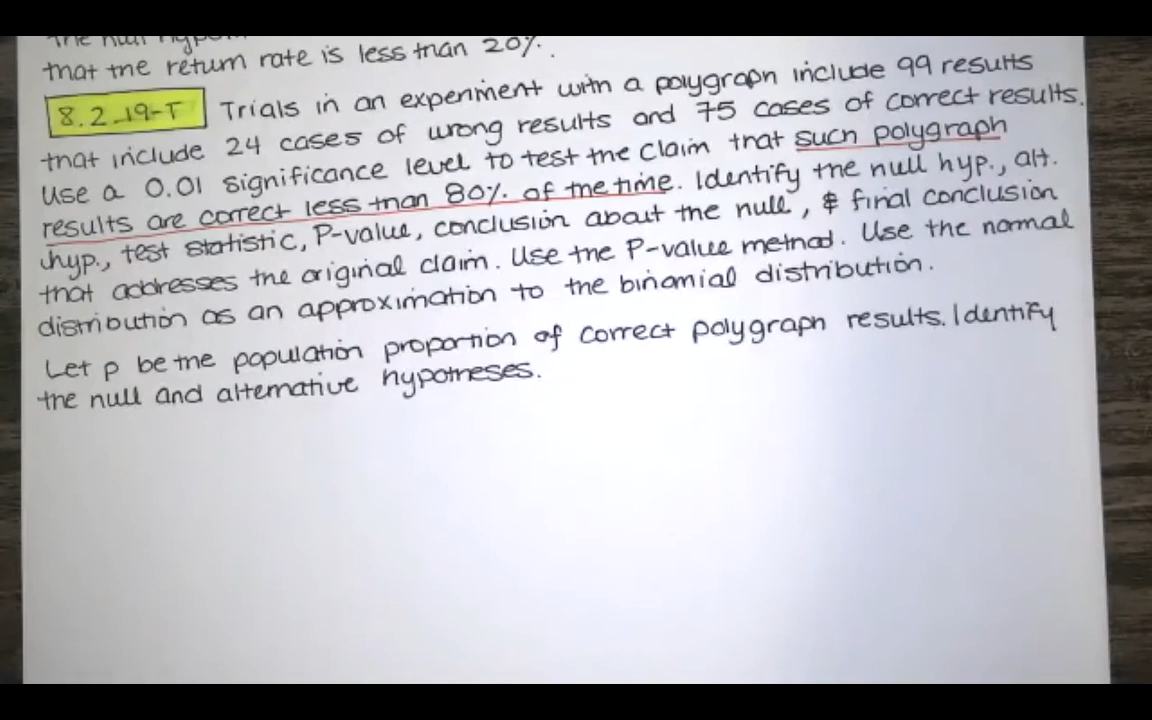 the null
that the return rate is less than 20%.
8.2.19-T Trials in an experiment with a polygraph include 99 results
that include 24 cases of wrong results and 75 cases of correct results.
Use a 0.01 significance level to test the claim that such polygraph
results are correct less than 80% of the time. Identify the null hyp., alt.
hyp., test statistic, P-value, conclusion about the null, & final conclusion
that addresses the original claim. Use the P-value method. Use the normal
distribution as an approximation to the binomial distribution.
Let p be the population proportion of correct polygraph results. Identify
the null and alternative hypotheses.